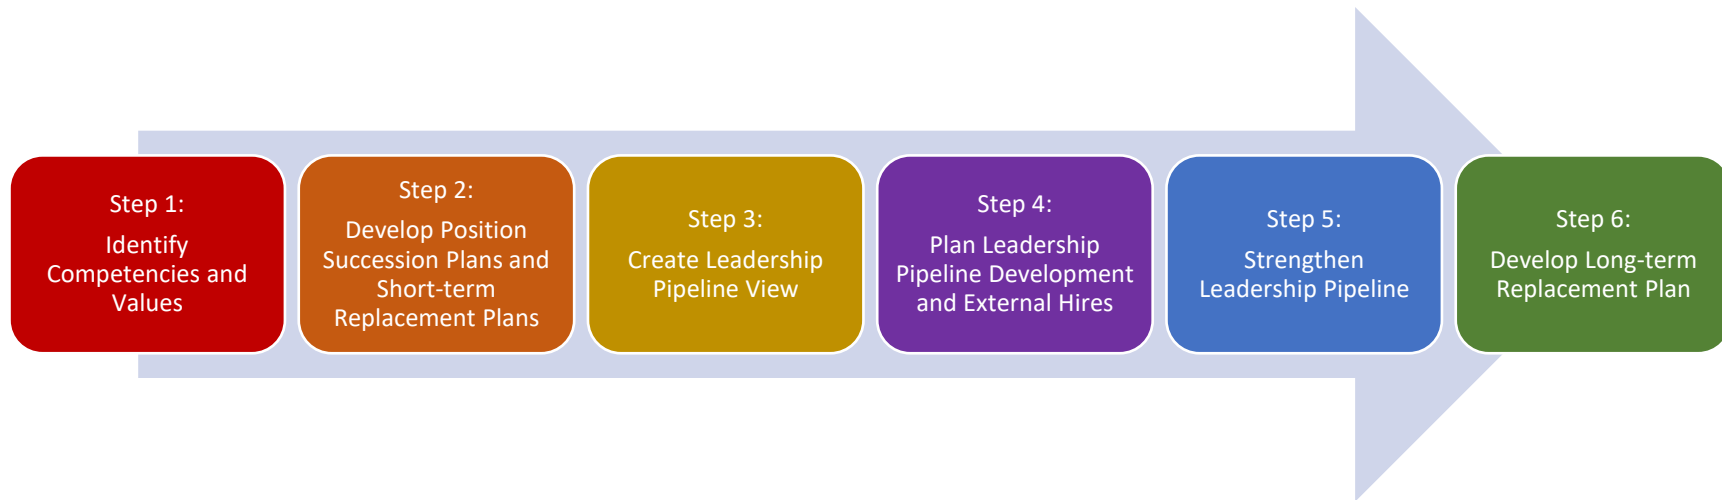 Step 1:
Identify
Competencies and
Values
Step 2:
Develop Position
Succession Plans and
Short-term
Replacement Plans
Step 3:
Create Leadership
Pipeline View
Step 4:
Plan Leadership
Pipeline Development
and External Hires
Step 5:
Strengthen
Leadership Pipeline
Step 6:
Develop Long-term
Replacement Plan